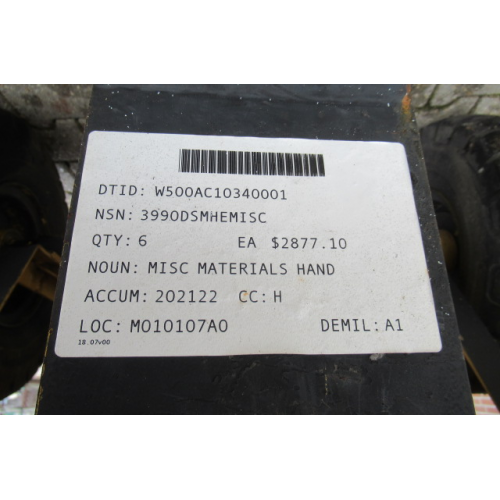 DTID: W500AC10340001
NSN: 3990DSMHEMISC
QTY: 6 EA $2877.10
NOUN: MISC MATERIALS HAND
ACCUM: 202122 CC: H
LOC: M010107A0 DEMIL: A1
18.07v00